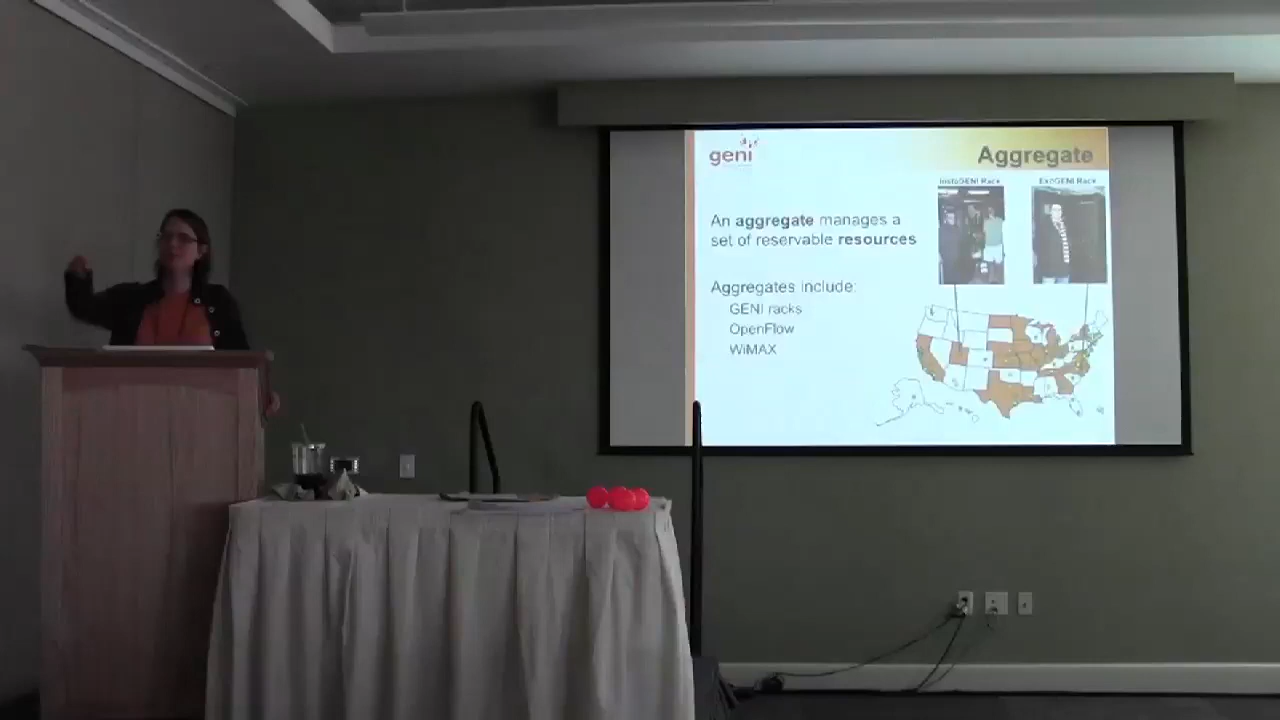 geni
Aggregate
InstaGENI Rack
ExoGENI Rack
An aggregate manages a
set of reservable resources
Aggregates include:
GENI racks
OpenFlow
WiMAX